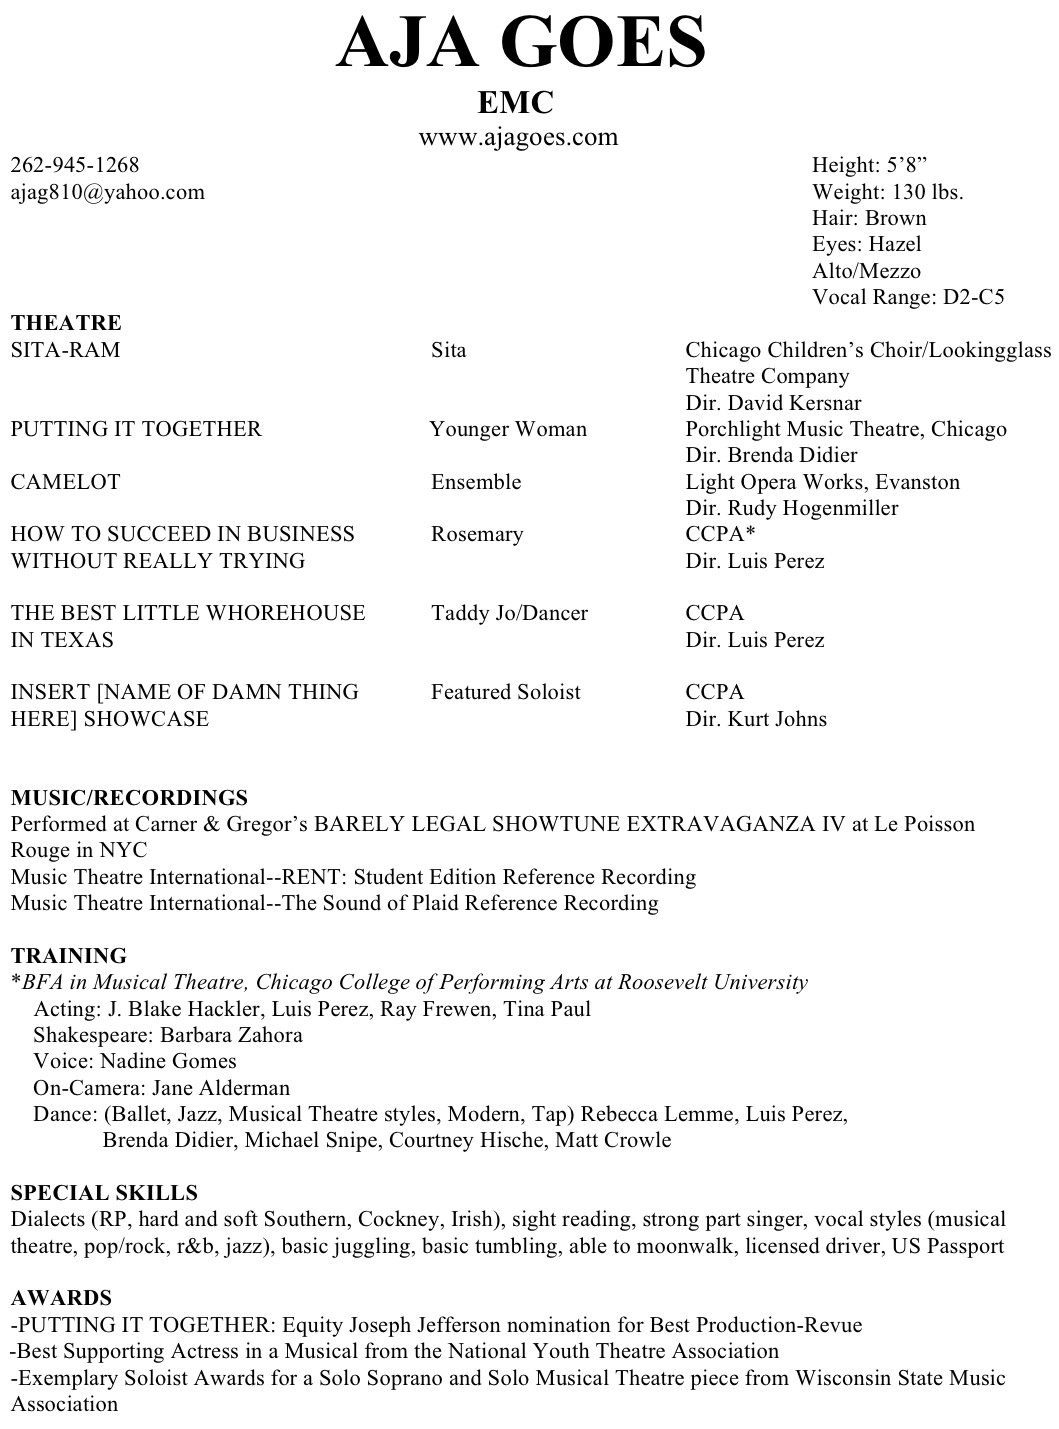 AJA GOES
EMC
www.ajagoes.com
262-945-1268 Height: 5’8”
ajag810@yahoo.com Weight: 130 lbs.
Hair: Brown
Eyes: Hazel
Alto/Mezzo
Vocal Range: D2-C5
THEATRE
SITA-RAM Sita Chicago Children’s Choir/Lookingglass
Theatre Company
Dir. David Kersnar
PUTTING IT TOGETHER Younger Woman Porchlight Music Theatre, Chicago
Dir. Brenda Didier
CAMELOT Ensemble Light Opera Works, Evanston
Dir. Rudy Hogenmiller
HOW TO SUCCEED IN BUSINESS Rosemary CCPA*
WITHOUT REALLY TRYING Dir. Luis Perez
THE BEST LITTLE WHOREHOUSE Taddy Jo/Dancer CCPA
IN TEXAS Dir. Luis Perez
INSERT [NAME OF DAMN THING Featured Soloist CCPA
HERE] SHOWCASE Dir. Kurt Johns
MUSIC/RECORDINGS
Performed at Carner & Gregor’s BARELY LEGAL SHOWTUNE EXTRAVAGANZA IV at Le Poisson
Rouge in NYC
Music Theatre International--RENT: Student Edition Reference Recording
Music Theatre International--The Sound of Plaid Reference Recording
TRAINING
*BFA in Musical Theatre, Chicago College of Performing Arts at Roosevelt University
Acting: J. Blake Hackler, Luis Perez, Ray Frewen, Tina Paul
Shakespeare: Barbara Zahora
Voice: Nadine Gomes
On-Camera: Jane Alderman
Dance: (Ballet, Jazz, Musical Theatre styles, Modern, Tap) Rebecca Lemme, Luis Perez,
Brenda Didier, Michael Snipe, Courtney Hische, Matt Crowle
SPECIAL SKILLS
Dialects (RP, hard and soft Southern, Cockney, Irish), sight reading, strong part singer, vocal styles (musical
theatre, pop/rock, r&b, jazz), basic juggling, basic tumbling, able to moonwalk, licensed driver, US Passport
AWARDS
-PUTTING IT TOGETHER: Equity Joseph Jefferson nomination for Best Production-Revue
-Best Supporting Actress in a Musical from the National Youth Theatre Association
-Exemplary Soloist Awards for a Solo Soprano and Solo Musical Theatre piece from Wisconsin State Music
Association